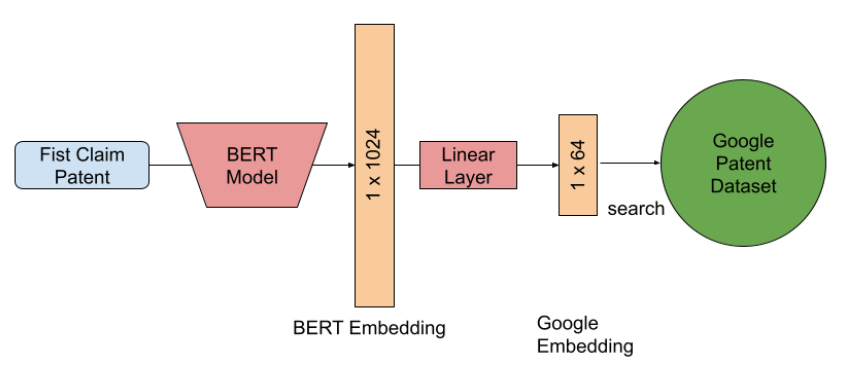 Fist Claim
Patent
BERT
Model
1 x 1024
Linear
Layer
1 x 64
search
Google
Patent
Dataset
BERT Embedding
Google
Embedding